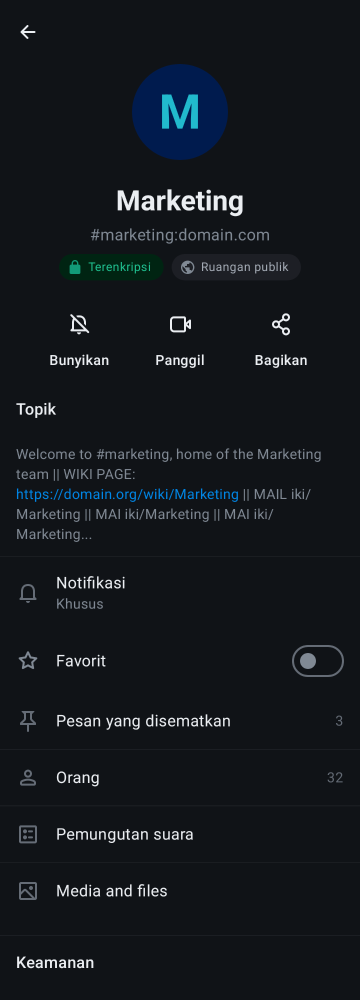 M
Marketing
#marketing:domain.com
Terenkripsi
Ruangan publik
Bunyikan
Panggil
Bagikan
Topik
Welcome to #marketing, home of the Marketing
team || WIKI PAGE:
https://domain.org/wiki/Marketing || MAIL iki/
Marketing || MAI iki/Marketing || MAI iki/
Marketing...
Notifikasi
Khusus
Favorit
Pesan yang disematkan
3
Orang
32
Pemungutan suara
Media and files
Keamanan